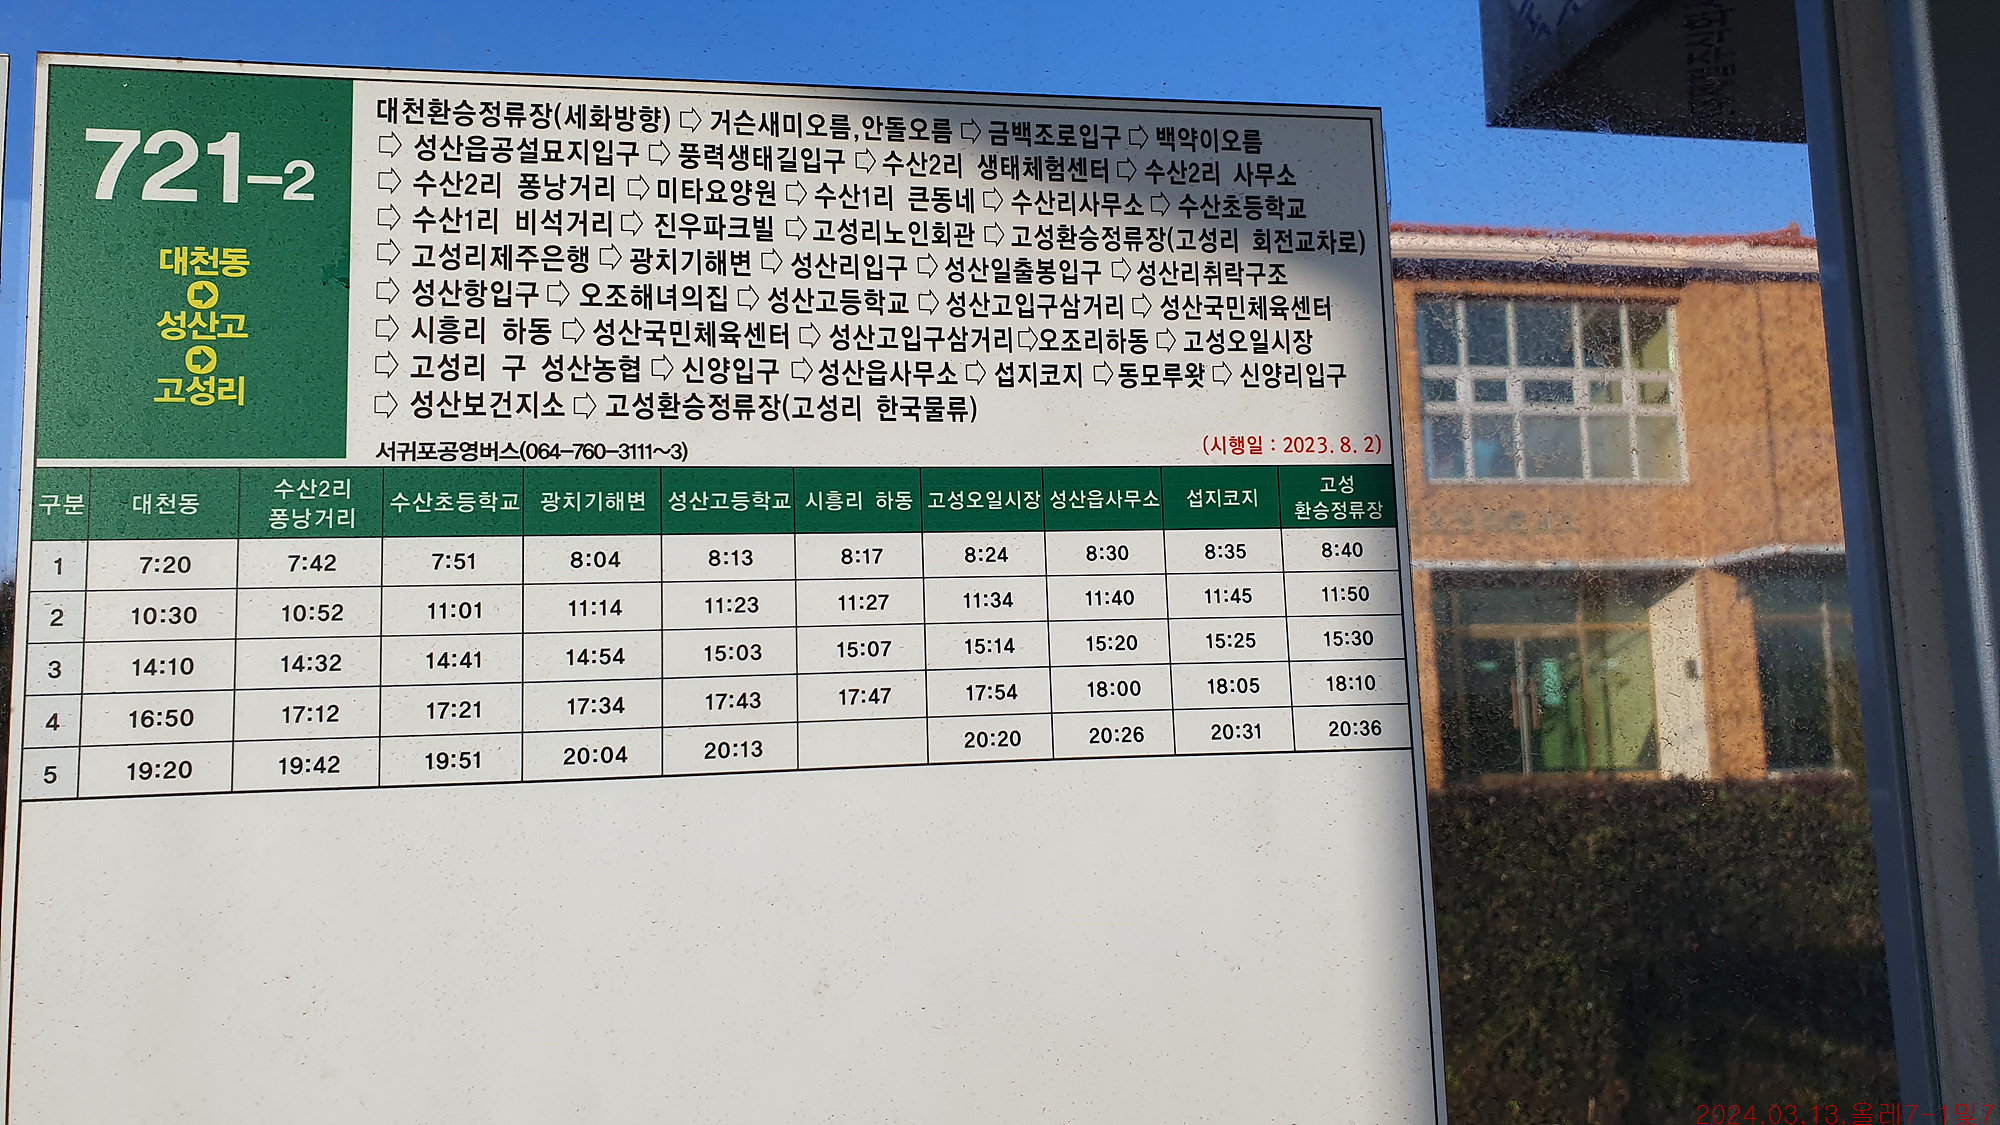 721-2
대천동
➡
성산고
➡
고성리
대천환승정류장(세화방향) ⇨ 거슨새미오름,안돌오름 ⇨ 금백조로입구 ⇨ 백약이오름
⇨ 성산읍공설묘지입구 ⇨ 풍력생태길입구 ⇨ 수산2리 생태체험센터 ⇨ 수산2리 사무소
⇨ 수산2리 퐁낭거리 ⇨ 미타요양원 ⇨ 수산1리 큰동네 ⇨ 수산리사무소 ⇨ 수산초등학교
⇨ 수산1리 비석거리 ⇨ 진우파크빌 ⇨ 고성리노인회관 ⇨ 고성환승정류장(고성리 회전교차로)
⇨ 고성리제주은행 ⇨ 광치기해변 ⇨ 성산리입구 ⇨ 성산일출봉입구 ⇨ 성산리취락구조
⇨ 성산항입구 ⇨ 오조해녀의집 ⇨ 성산고등학교 ⇨ 성산고입구삼거리 ⇨ 성산국민체육센터
⇨ 시흥리 하동 ⇨ 성산국민체육센터 ⇨ 성산고입구삼거리 ⇨ 오조리하동 ⇨ 고성오일시장
⇨ 고성리 구 성산농협 ⇨ 신양입구 ⇨ 성산읍사무소 ⇨ 섭지코지 ⇨ 동모루왓 ⇨ 신양리입구
⇨ 성산보건지소 ⇨ 고성환승정류장(고성리 한국물류)
서귀포공영버스(064-760-3111~3) (시행일 : 2023. 8. 2)
구분 대천동 수산2리 퐁낭거리 수산초등학교 광치기해변 성산고등학교 시흥리 하동 고성오일시장 성산읍사무소 섭지코지 고성 환승정류장
1 7:20 7:42 7:51 8:04 8:13 8:17 8:24 8:30 8:35 8:40
2 10:30 10:52 11:01 11:14 11:23 11:27 11:34 11:40 11:45 11:50
3 14:10 14:32 14:41 14:54 15:03 15:07 15:14 15:20 15:25 15:30
4 16:50 17:12 17:21 17:34 17:43 17:47 17:54 18:00 18:05 18:10
5 19:20 19:42 19:51 20:04 20:13 20:20 20:26 20:31 20:36
2024.03.13.올레7-1및7